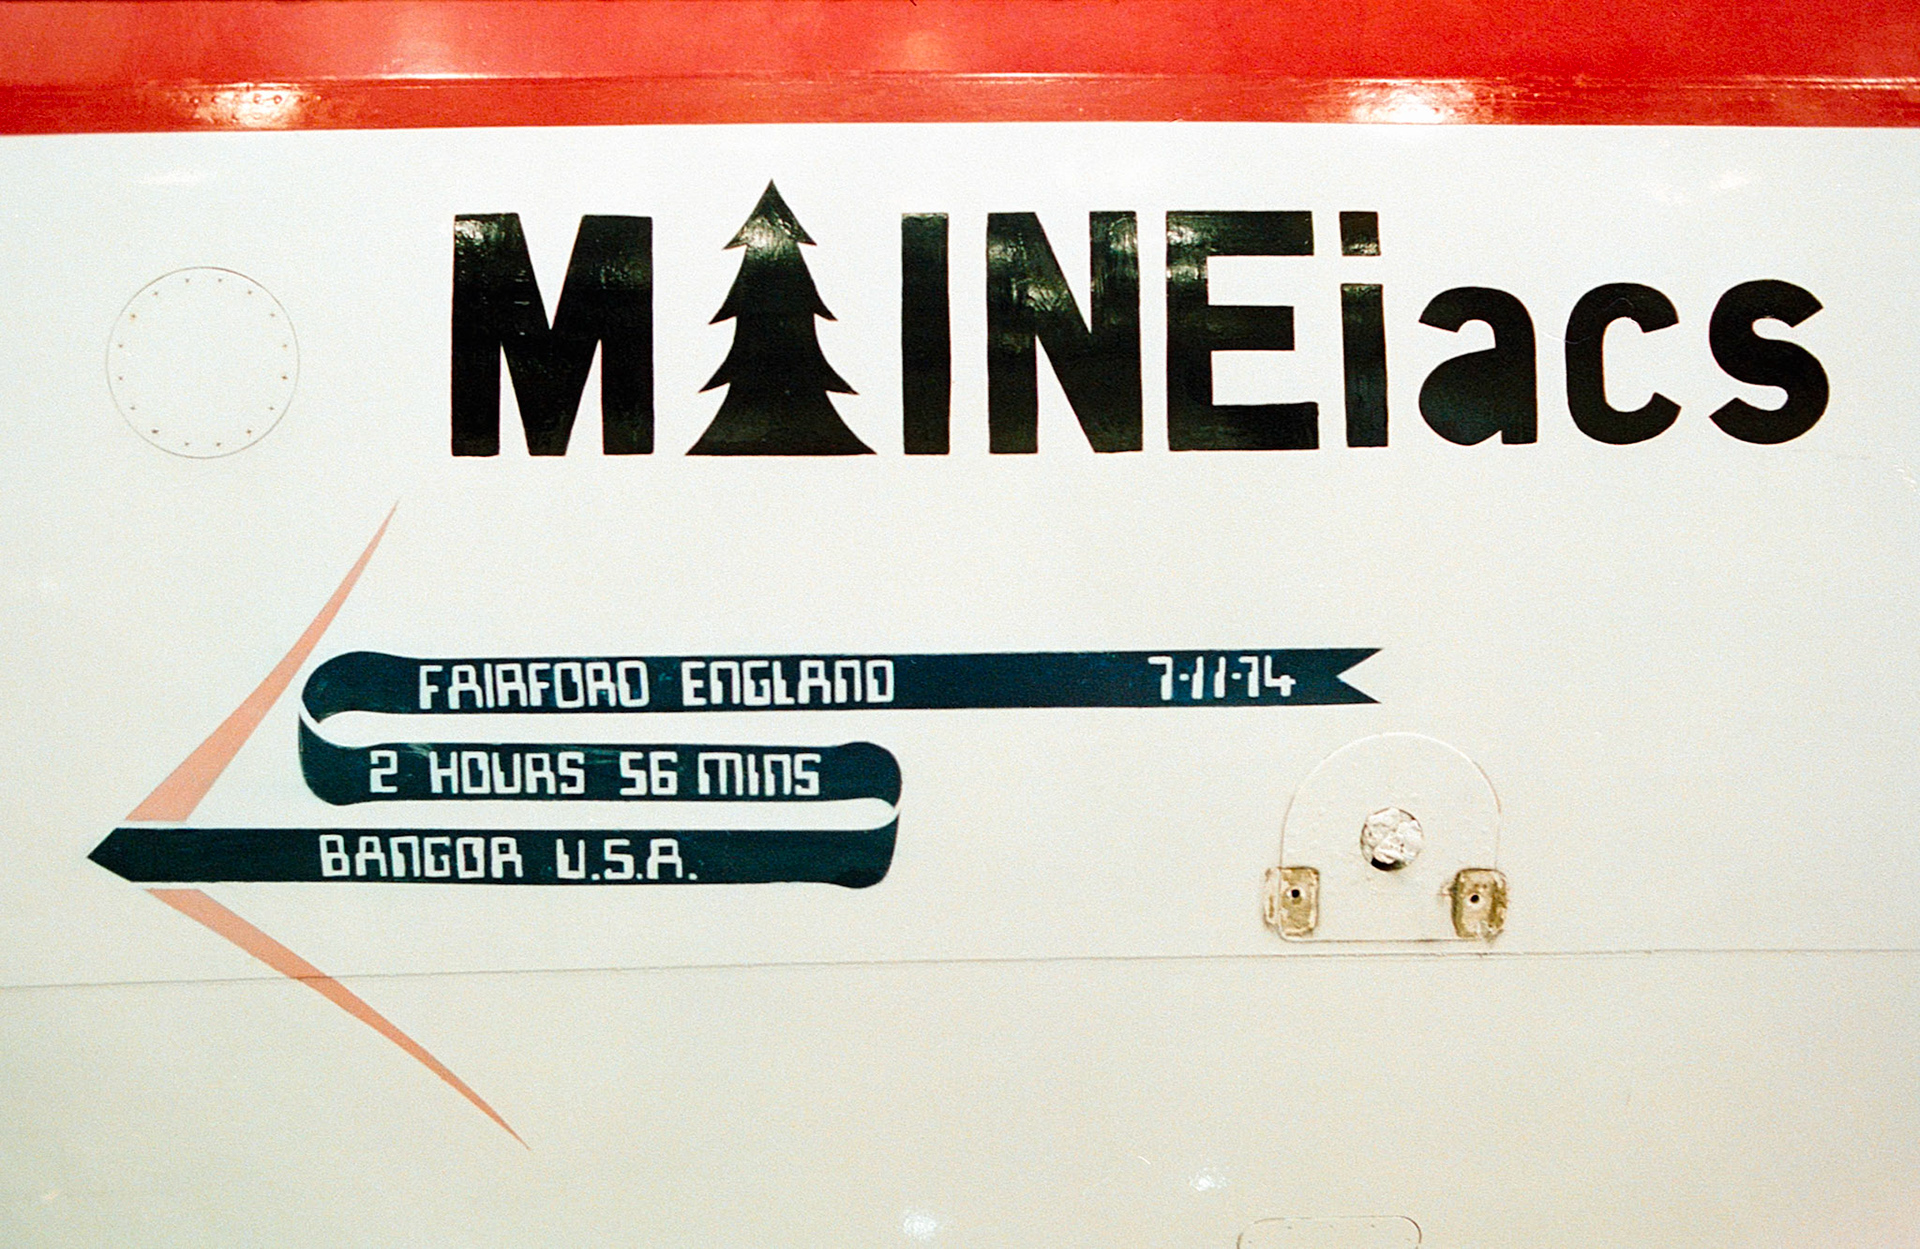 MAINEiacs
FAIRFORD ENGLAND 7-11-74
2 HOURS 56 MINS
BANGOR U.S.A.